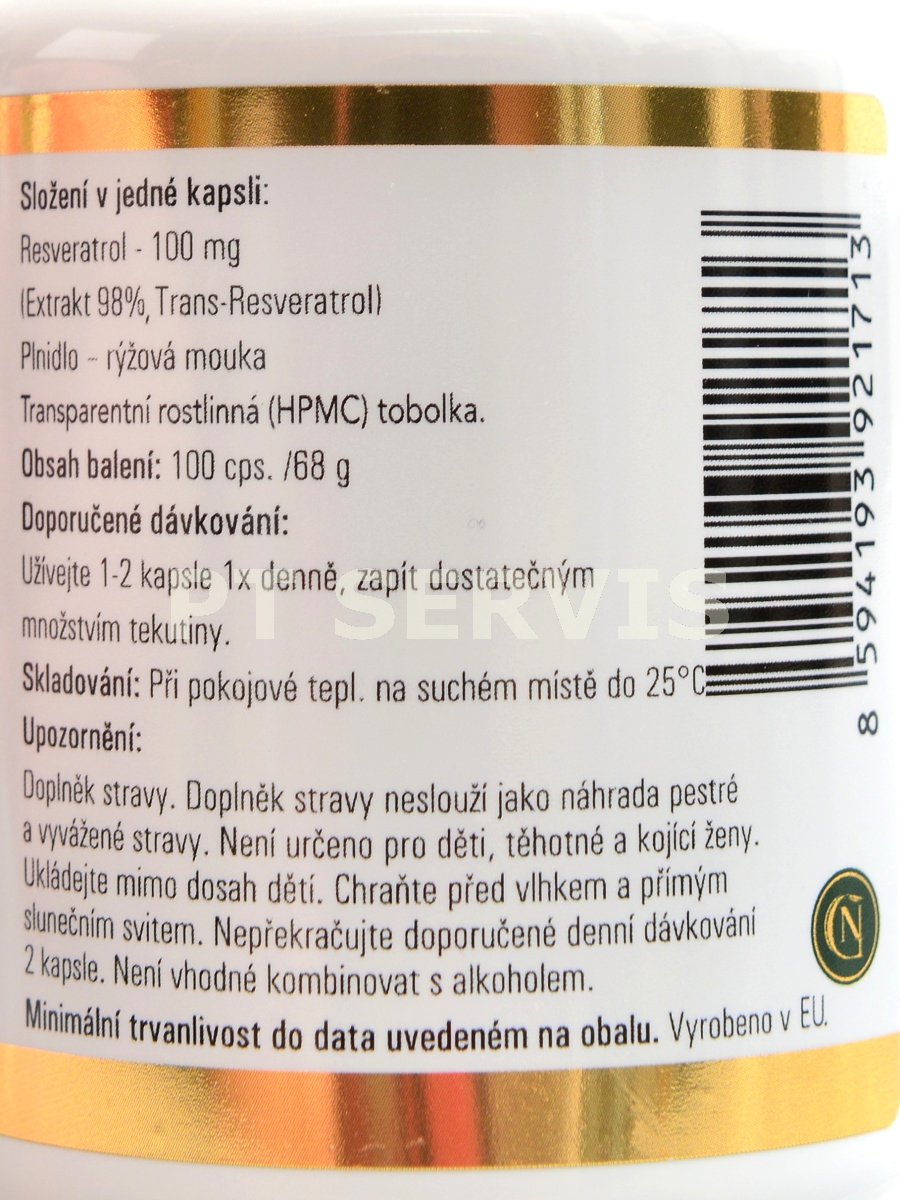 Složení v jedné kapsli:
Resveratrol - 100 mg
(Extrakt 98%, Trans-Resveratrol)
Plnidlo - rýžová mouka
Transparentní rostlinná (HPMC) tobolka.
Obsah balení: 100 cps. /68 g
Doporučené dávkování:
Užívejte 1-2 kapsle 1x denně, zapít dostatečným
množstvím tekutiny.
Skladování: Při pokojové tepl. na suchém místě do 25°C
Upozornění:
Doplněk stravy. Doplněk stravy neslouží jako náhrada pestré
a vyvážené stravy. Není určeno pro děti, těhotné a kojící ženy.
Ukládejte mimo dosah dětí. Chraňte před vlhkem a přímým
slunečním svitem. Nepřekračujte doporučené denní dávkování
2 kapsle. Není vhodné kombinovat s alkoholem.
Minimální trvanlivost do data uvedeném na obalu. Vyrobeno v EU.
8 594193 921713
PT SERVIS